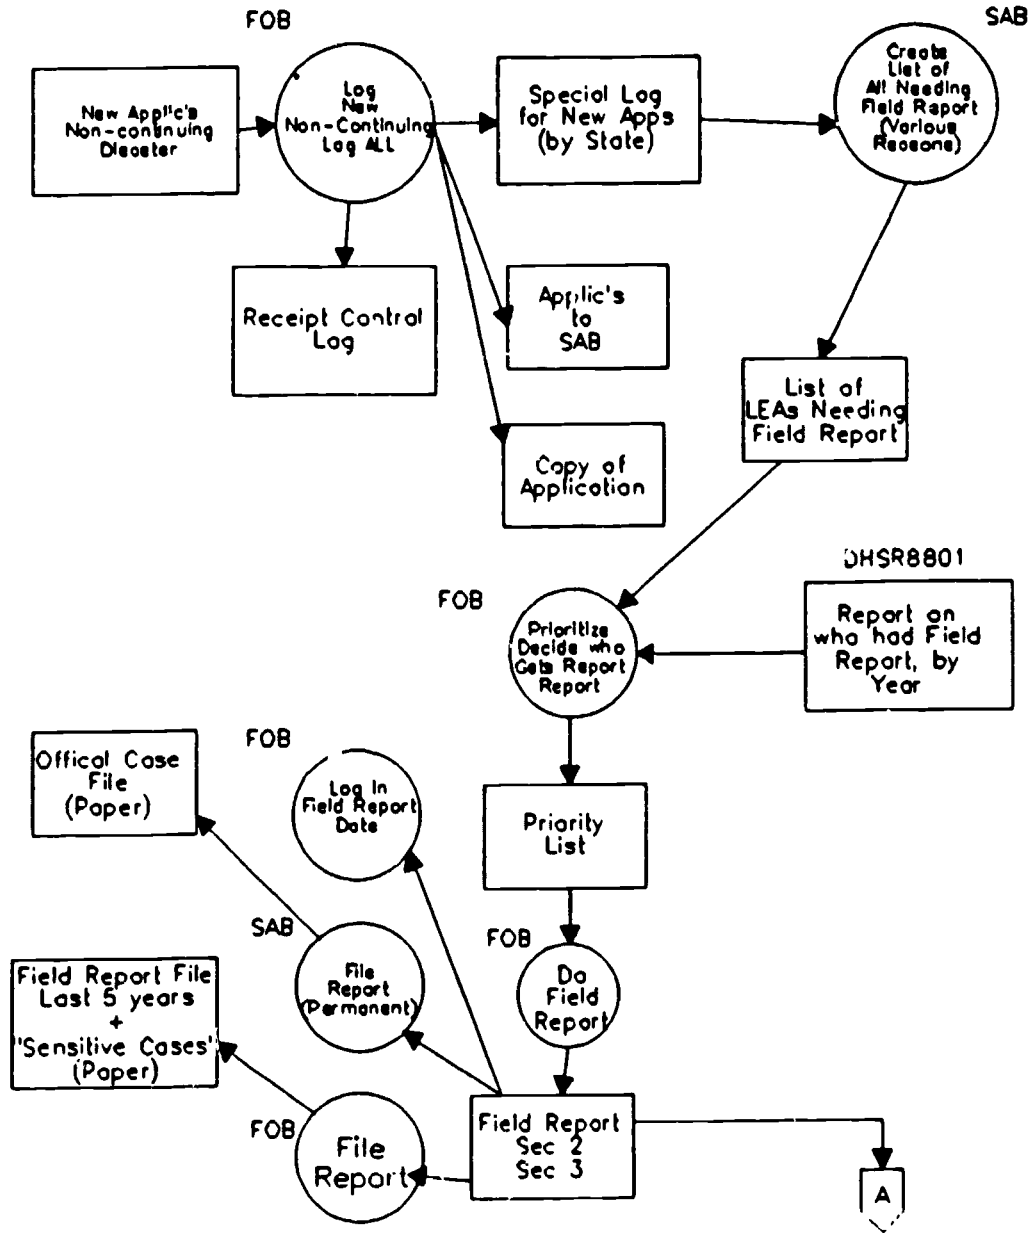 FOB
SAB
New Applic's
Non-continuing
Disaster
Log
New
Non-Continuing
Log ALL
Special Log
for New Apps
(by State)
Create
List of
All Needing
Field Report
(Various
Reasons)
Receipt Control
Log
Applic's
to
SAB
Copy of
Application
List of
LEAs Needing
Field Report
DHSR8801
FOB
Prioritize
Decide who
Gets Report
Report
Report on
who had Field
Report, by
Year
FOB
Offical Case
File
(Paper)
Log In
Field Report
Date
Priority
List
SAB
FOB
File
Report
(Permanent)
Do
Field
Report
Field Report File
Last 5 years
+
'Sensitive Cases'
(Paper)
FOB
File
Report
Field Report
Sec 2
Sec 3
A